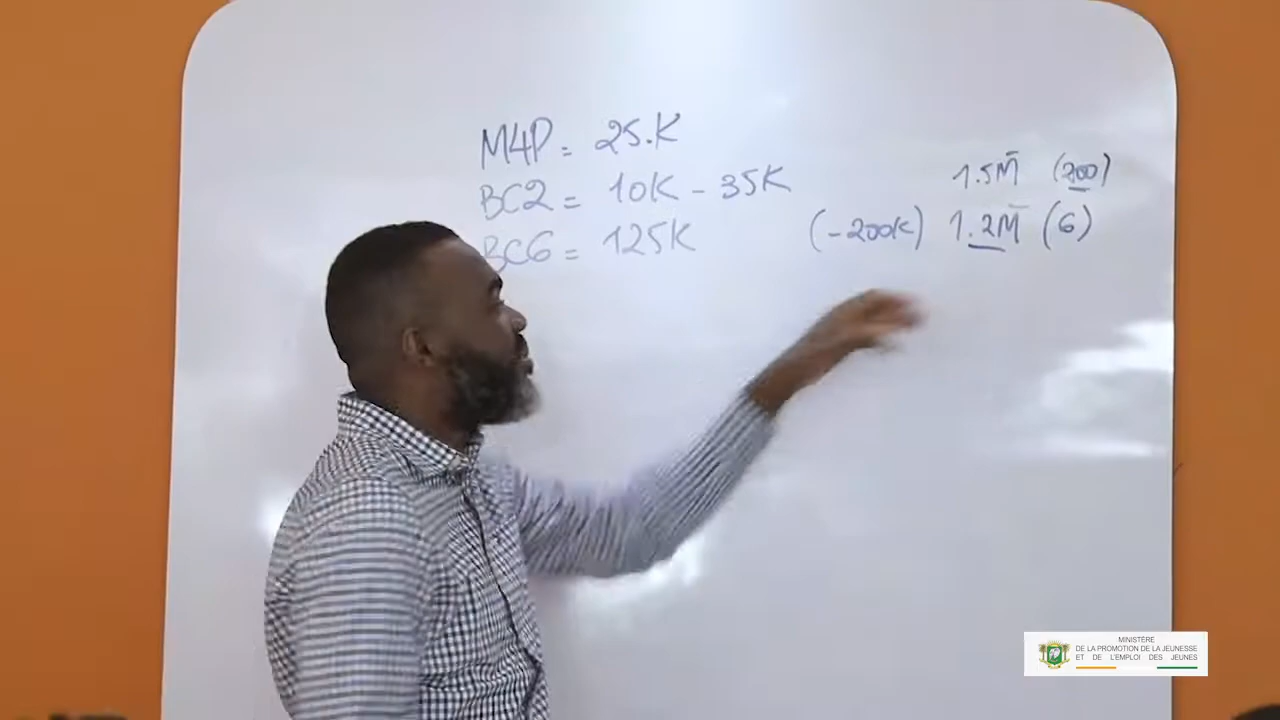 M4P = 25.K
BC2 = 10K - 35K
BC6 = 125K
1.5M (200)
(-200K) 1.2M (6)
MINISTÈRE
DE LA PROMOTION DE LA JEUNESSE
ET DE L'EMPLOI DES JEUNES